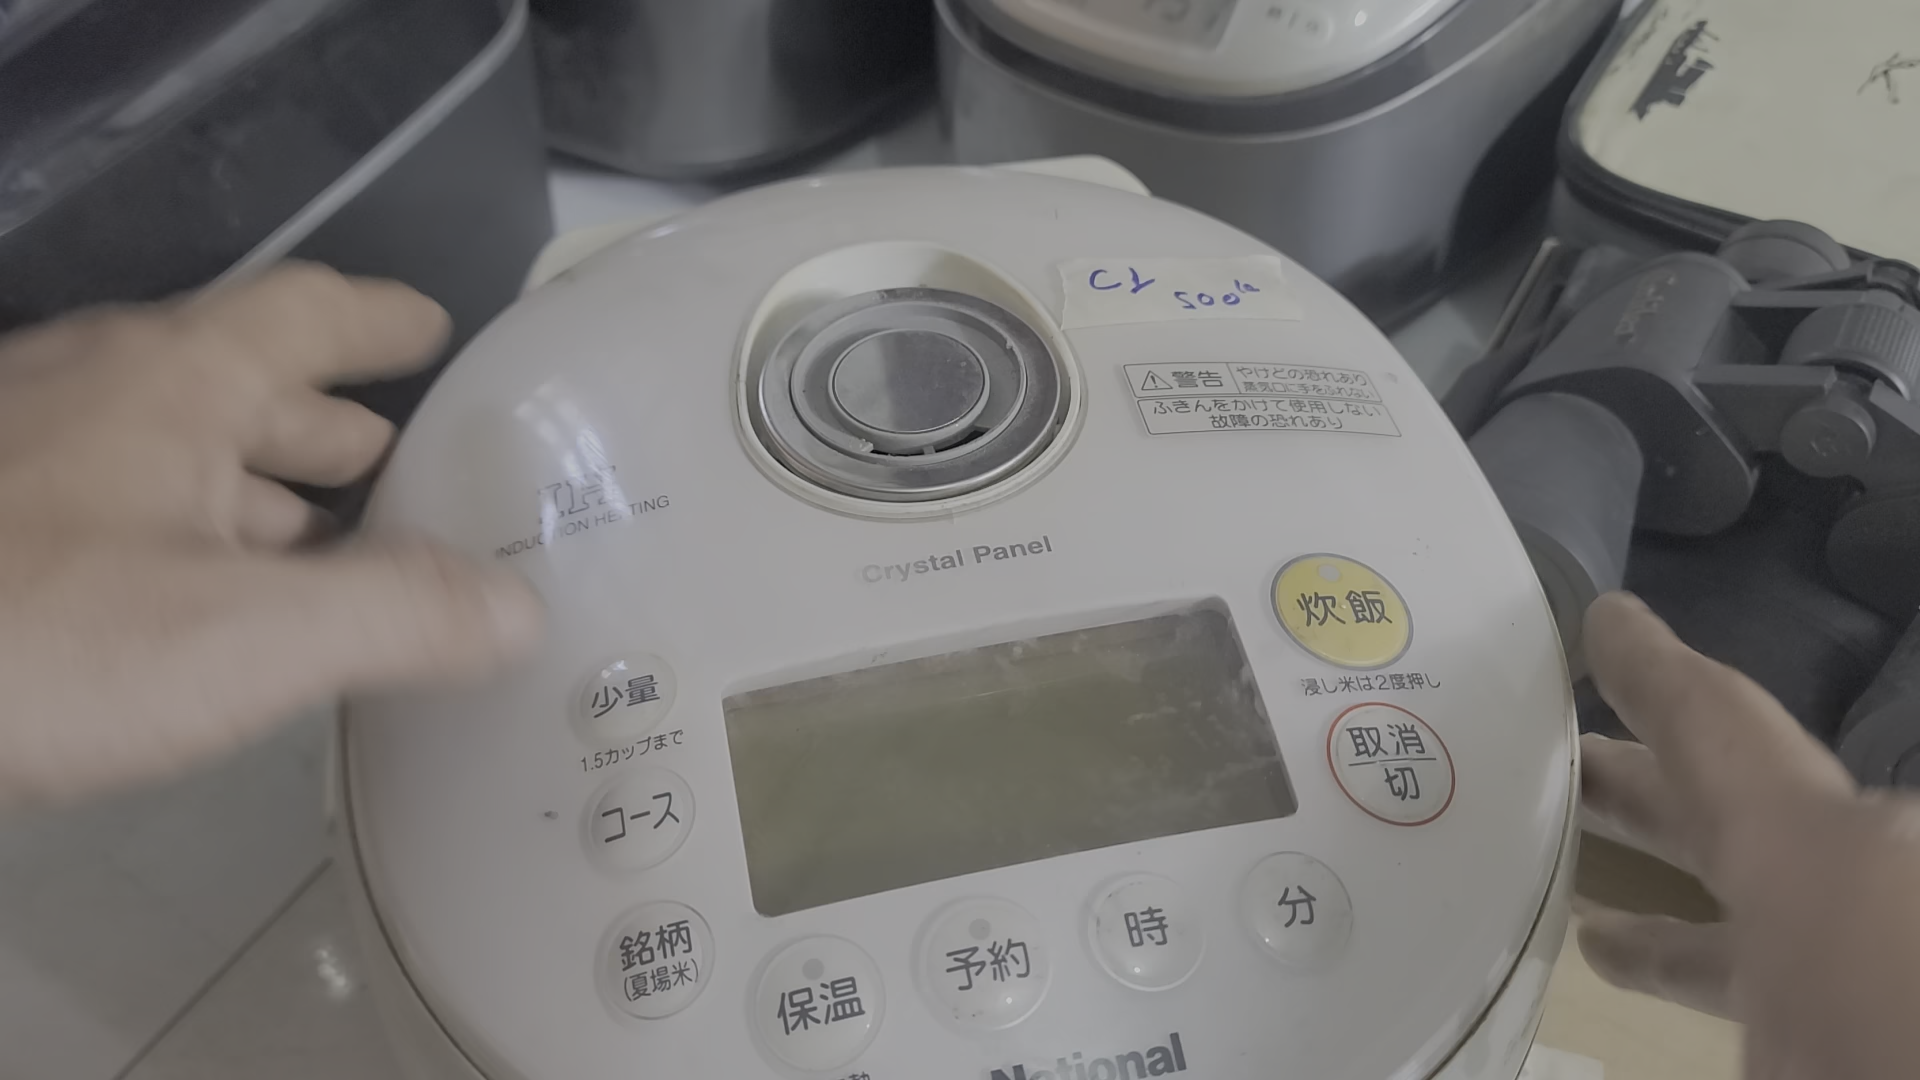 C1
500k
警告
やけどの恐れあり
蒸気口に手をふれない
ふきんをかけて使用しない
故障の恐れあり
IH
INDUCTION HEATING
Crystal Panel
炊飯
浸し米は2度押し
取消
切
少量
1.5カップまで
コース
銘柄
(夏場米)
保温
予約
時
分
National